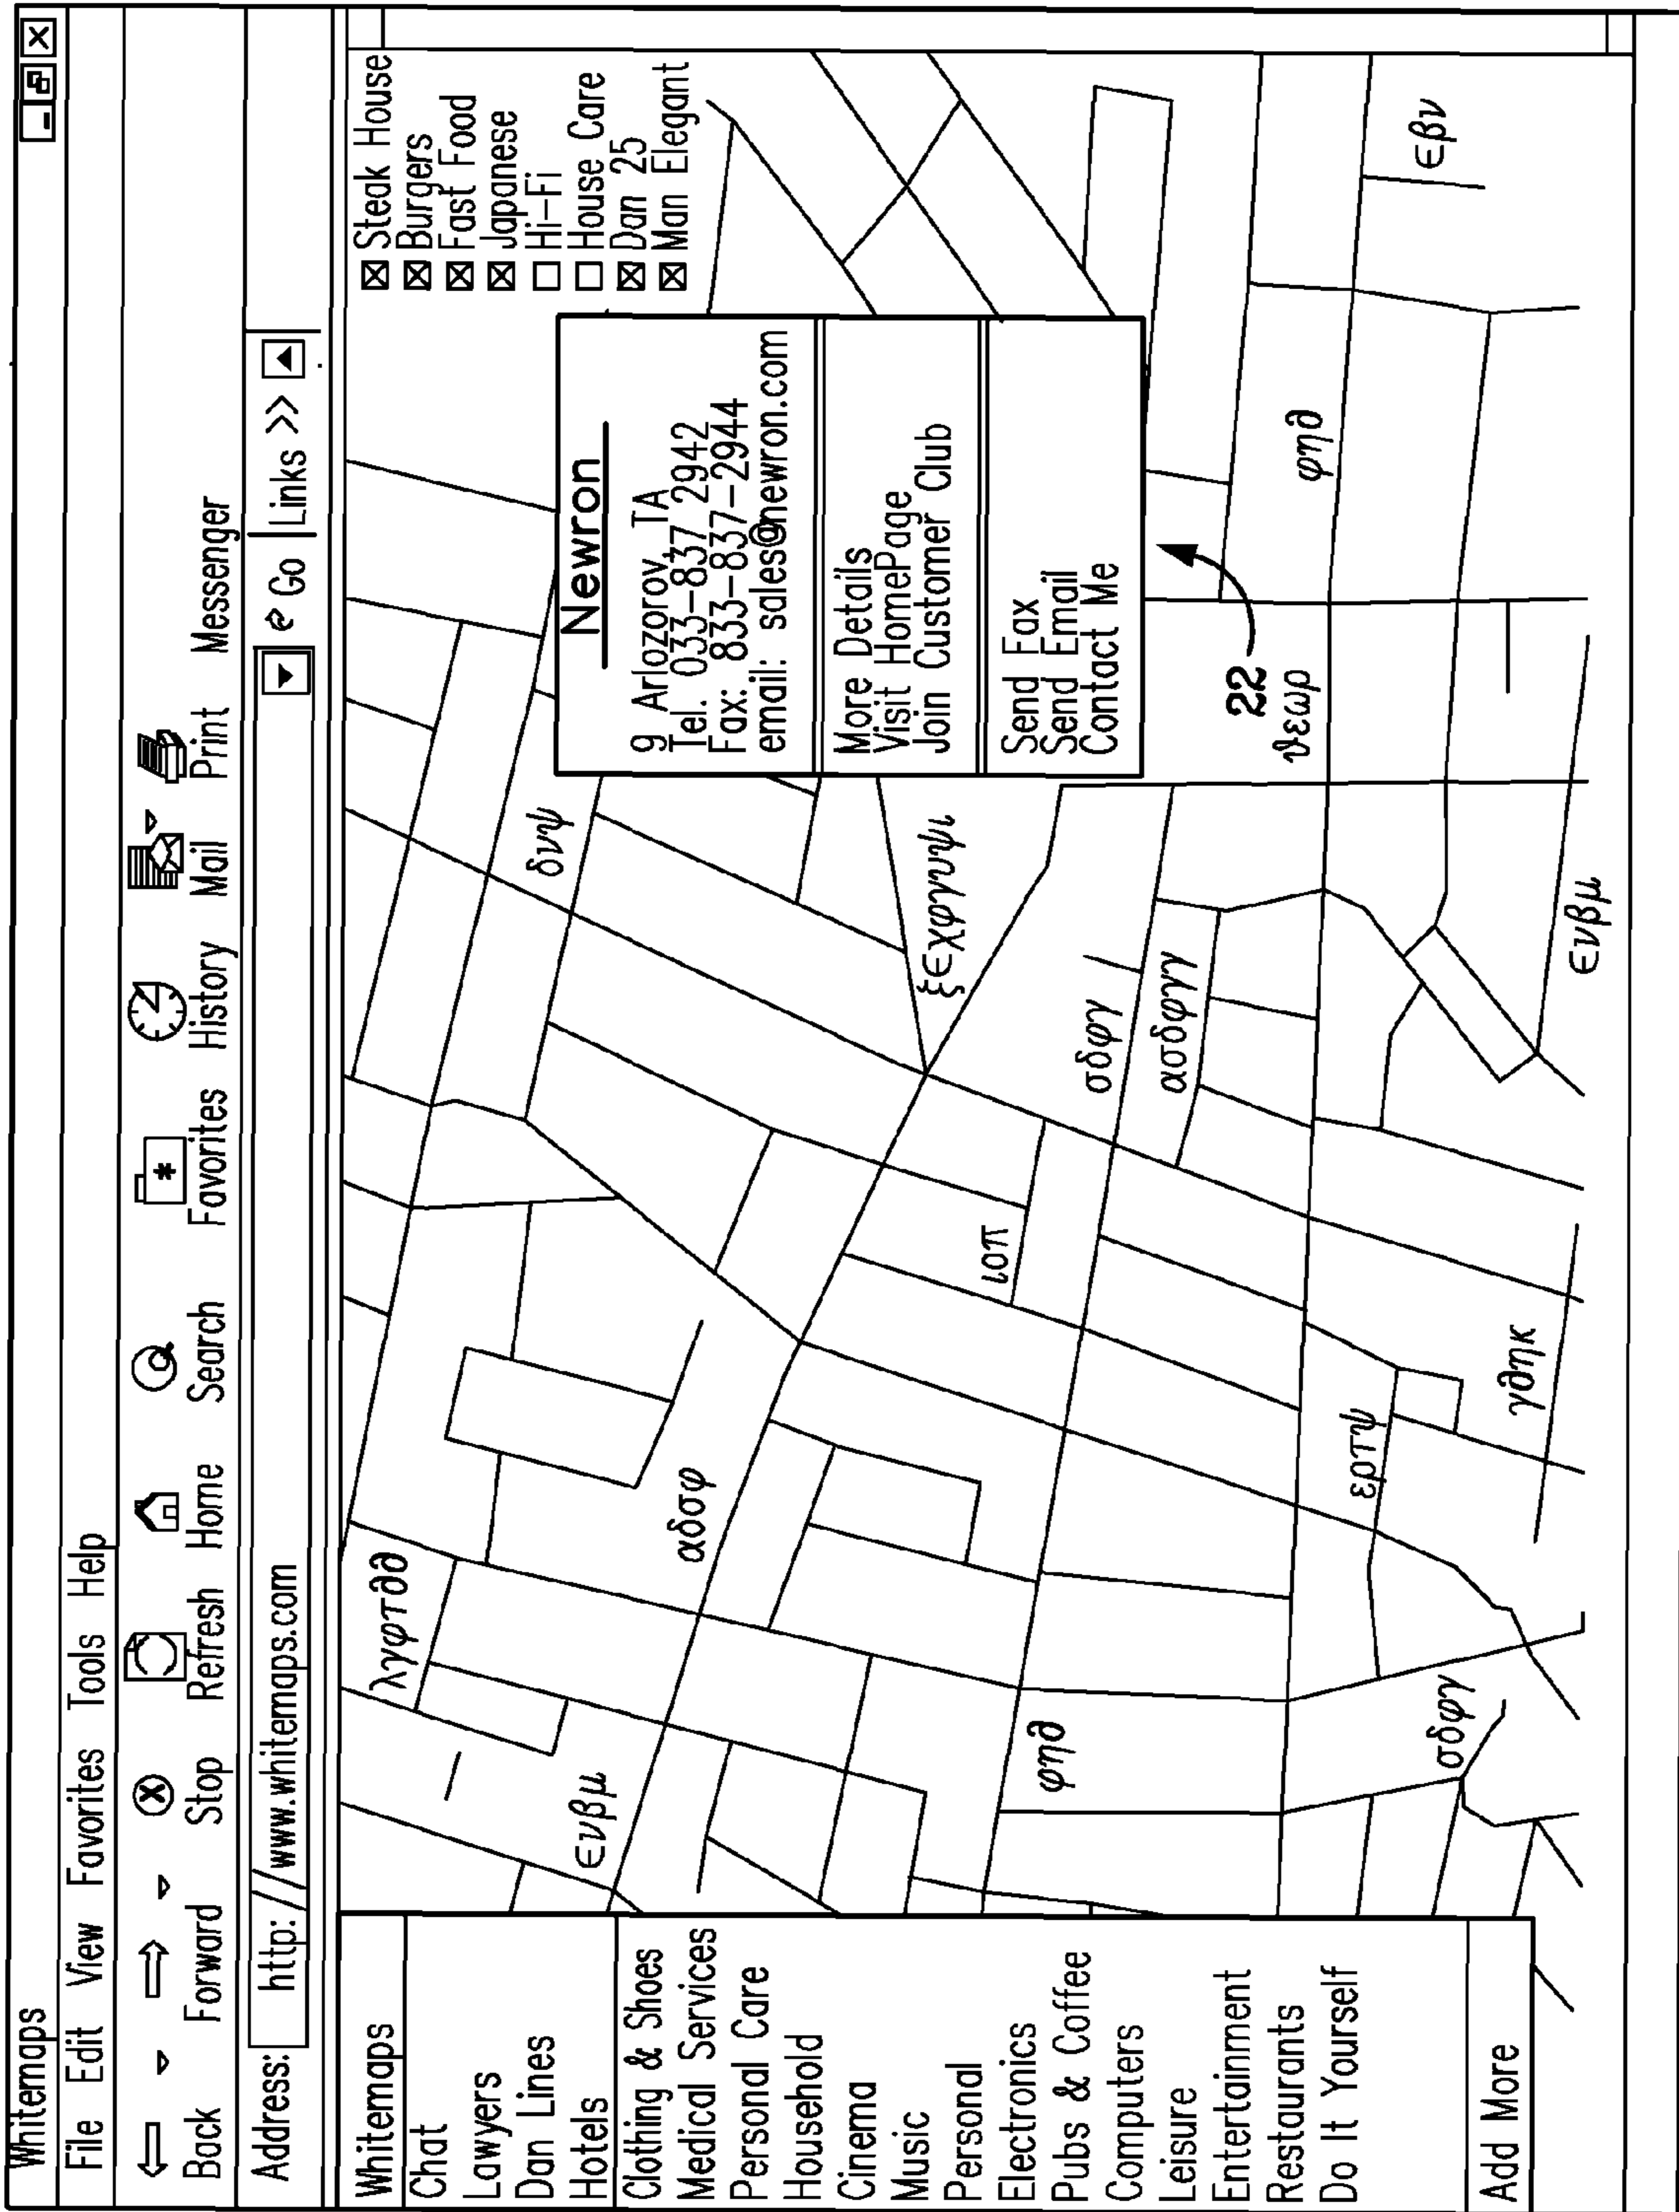 Whitemaps
File Edit View Favorites Tools Help
Back Forward Stop Refresh Home Search Favorites History Mail Print Messenger
Address: http://www.whitemaps.com Go Links >>
Whitemaps
Chat
Lawyers
Dan Lines
Hotels
Clothing & Shoes
Medical Services
Personal Care
Household
Cinema
Music
Personal
Electronics
Pubs & Coffee
Computers
Leisure
Entertainment
Restaurants
Do It Yourself
Add More
λγφτ∂∂
ϵνβμ
αδσφ
δνψ
ιοπ
ξϵχφγυψι
σδφγ
ασδφγγ
φη∂
ερτψ
σδφγ
γ∂ηκ
ϵνβμ
ϑεωρ
φη∂
ϵβν
Newron
9 Arlozorov, TA
Tel. 033-837 2942
Fax: 833-837-2944
email: sales@newron.com
More Details
Visit HomePage
Join Customer Club
Send Fax
Send Email
Contact Me
22
Steak House
Burgers
Fast Food
Japanese
Hi-Fi
House Care
Dan 25
Man Elegant